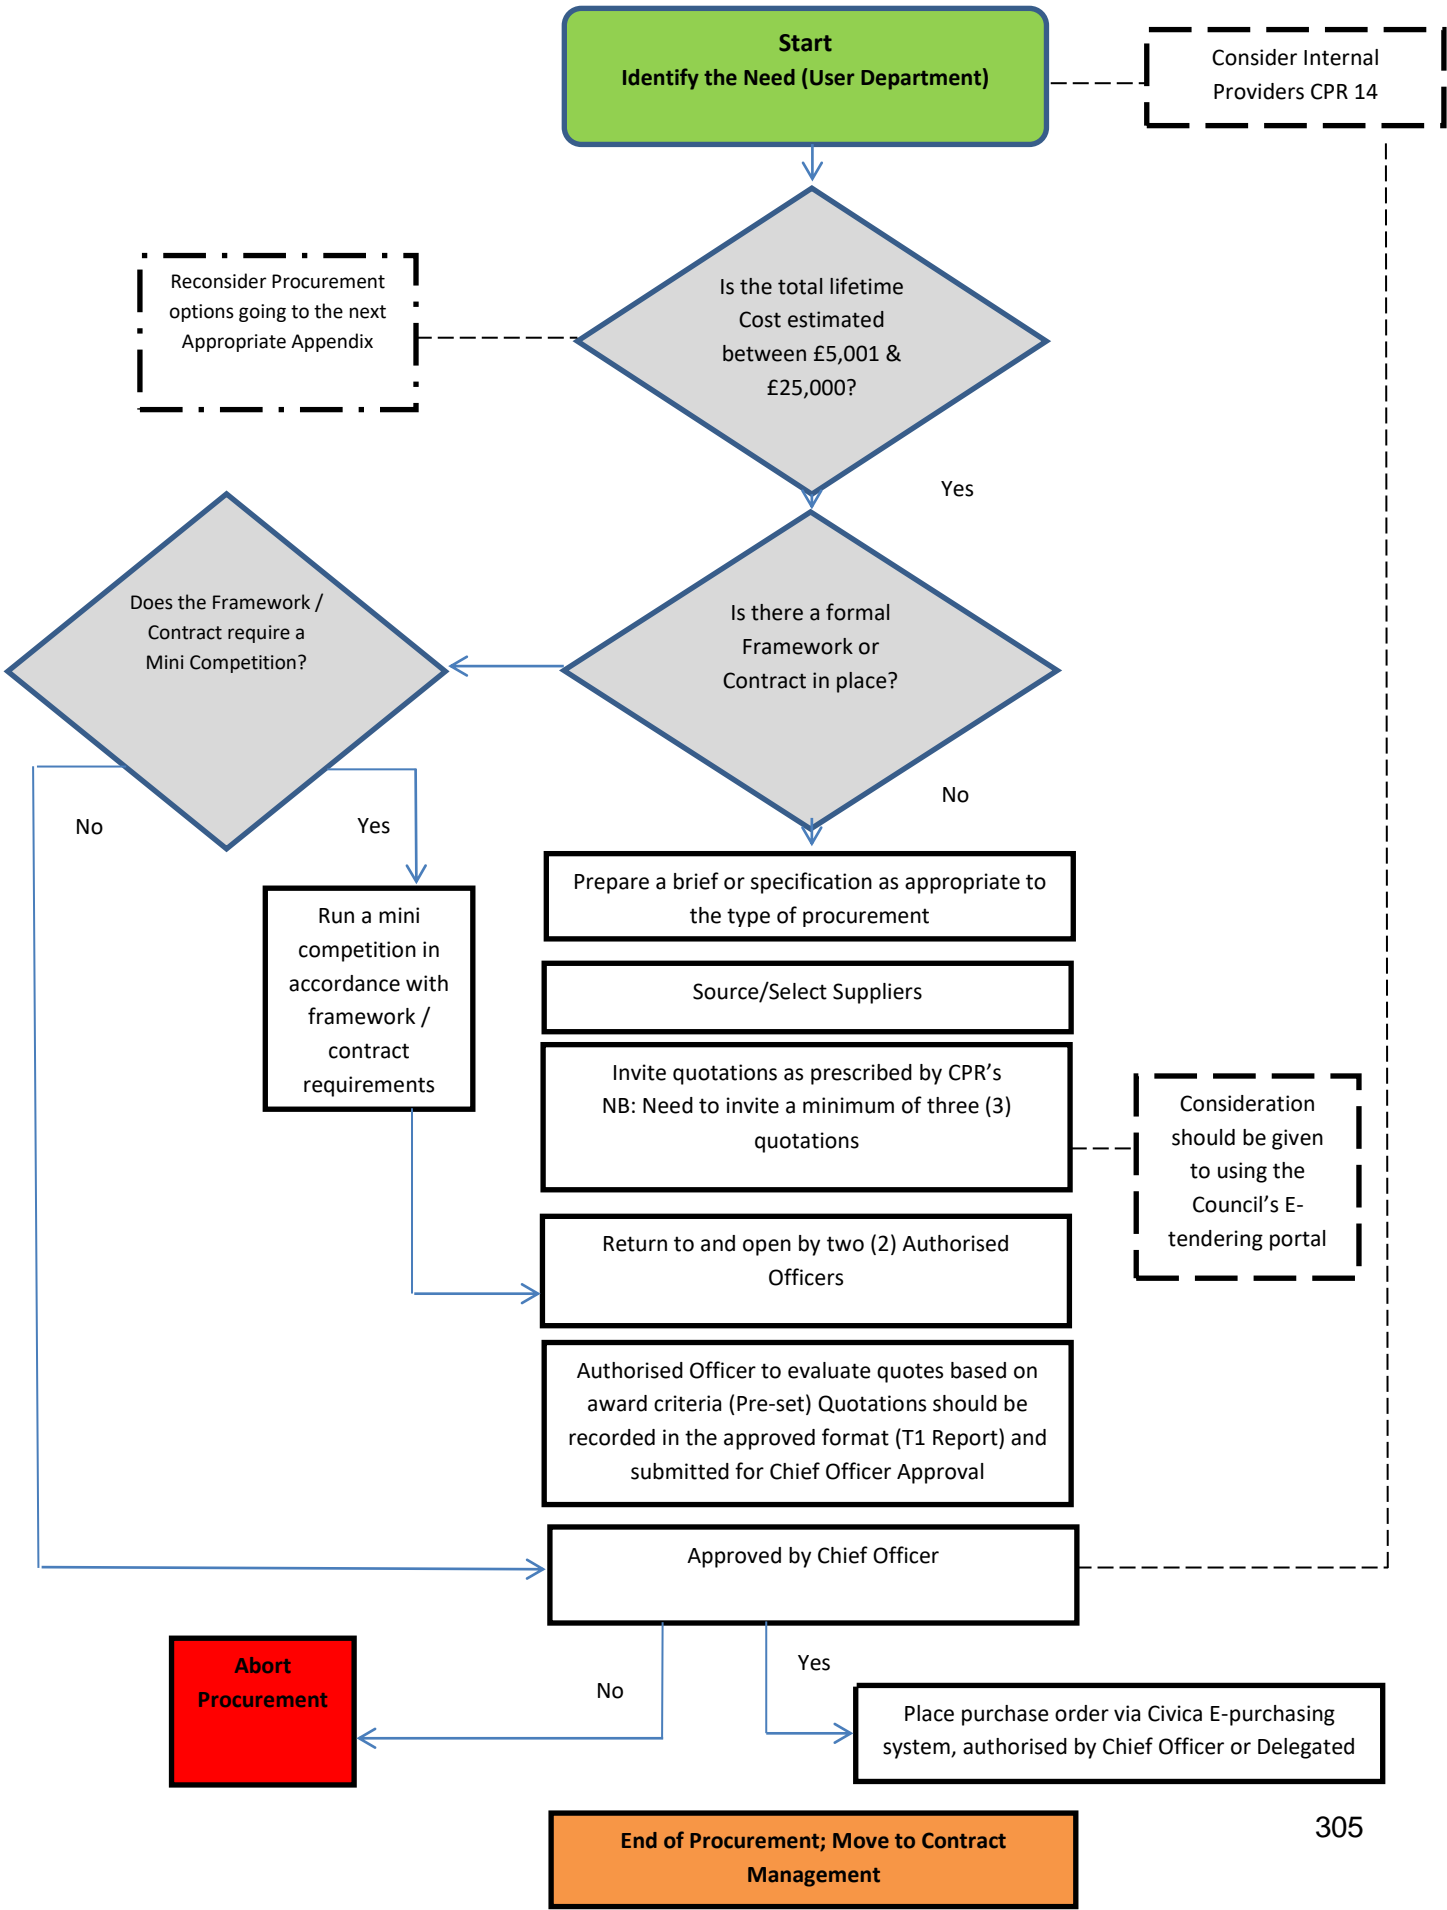 Start
Identify the Need (User Department)
Consider Internal
Providers CPR 14
Is the total lifetime
Cost estimated
between £5,001 &
£25,000?
Reconsider Procurement
options going to the next
Appropriate Appendix
Yes
Is there a formal
Framework or
Contract in place?
Does the Framework /
Contract require a
Mini Competition?
No
No
Yes
Prepare a brief or specification as appropriate to
the type of procurement
Run a mini
competition in
accordance with
framework /
contract
requirements
Source/Select Suppliers
Invite quotations as prescribed by CPR’s
NB: Need to invite a minimum of three (3)
quotations
Consideration
should be given
to using the
Council’s E-
tendering portal
Return to and open by two (2) Authorised
Officers
Authorised Officer to evaluate quotes based on
award criteria (Pre-set) Quotations should be
recorded in the approved format (T1 Report) and
submitted for Chief Officer Approval
Approved by Chief Officer
Abort
Procurement
No
Yes
Place purchase order via Civica E-purchasing
system, authorised by Chief Officer or Delegated
End of Procurement; Move to Contract
Management
305